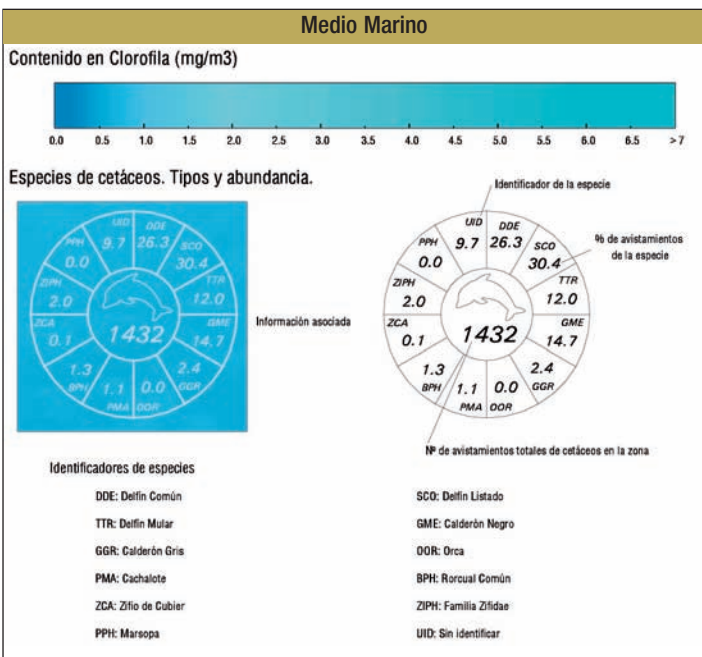 Medio Marino
Contenido en Clorofila (mg/m3)
0.0 0.5 1.0 1.5 2.0 2.5 3.0 3.5 4.0 4.5 5.0 5.5 6.0 6.5 >7
Especies de cetáceos. Tipos y abundancia.
UID 9.7
DDE 26.3
SCO 30.4
TTR 12.0
GME 14.7
2.4 GGR
0.0 OOR
1.1 PMA
1.3 BPH
ZCA 0.1
ZIPH 2.0
PPH 0.0
1432
Información asociada
Identificador de la especie
% de avistamientos
de la especie
UID 9.7
DDE 26.3
SCO 30.4
TTR 12.0
GME 14.7
2.4 GGR
0.0 OOR
1.1 PMA
1.3 BPH
ZCA 0.1
ZIPH 2.0
PPH 0.0
1432
Nº de avistamientos totales de cetáceos en la zona
Identificadores de especies
DDE: Delfín Común
SCO: Delfín Listado
TTR: Delfín Mular
GME: Calderón Negro
GGR: Calderón Gris
OOR: Orca
PMA: Cachalote
BPH: Rorcual Común
ZCA: Zifio de Cubier
ZIPH: Familia Zifidae
PPH: Marsopa
UID: Sin identificar